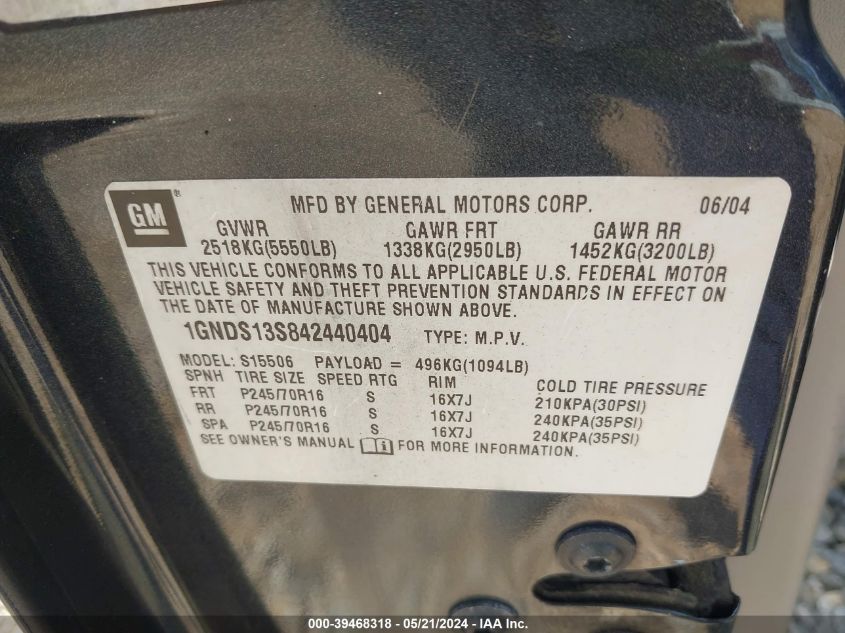 GM ®
MFD BY GENERAL MOTORS CORP. 06/04
GVWR GAWR FRT GAWR RR
2518KG(5550LB) 1338KG(2950LB) 1452KG(3200LB)
THIS VEHICLE CONFORMS TO ALL APPLICABLE U.S. FEDERAL MOTOR
VEHICLE SAFETY AND THEFT PREVENTION STANDARDS IN EFFECT ON
THE DATE OF MANUFACTURE SHOWN ABOVE.
1GNDS13S842440404 TYPE: M.P.V.
MODEL: S15506 PAYLOAD = 496KG(1094LB)
SPNH TIRE SIZE SPEED RTG RIM COLD TIRE PRESSURE
FRT P245/70R16 S 16X7J 210KPA(30PSI)
RR P245/70R16 S 16X7J 240KPA(35PSI)
SPA P245/70R16 S 16X7J 240KPA(35PSI)
SEE OWNER'S MANUAL i FOR MORE INFORMATION.
000-39468318 - 05/21/2024 - IAA Inc.